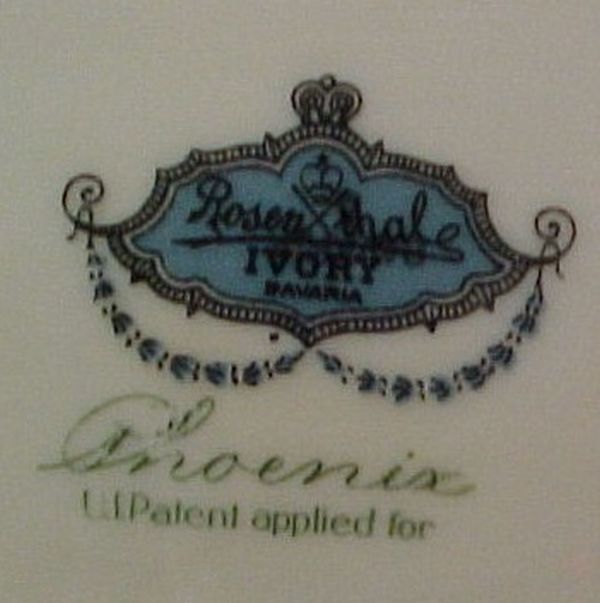 Rosenthal
IVORY
BAVARIA
Phoenix
U.S Patent applied for